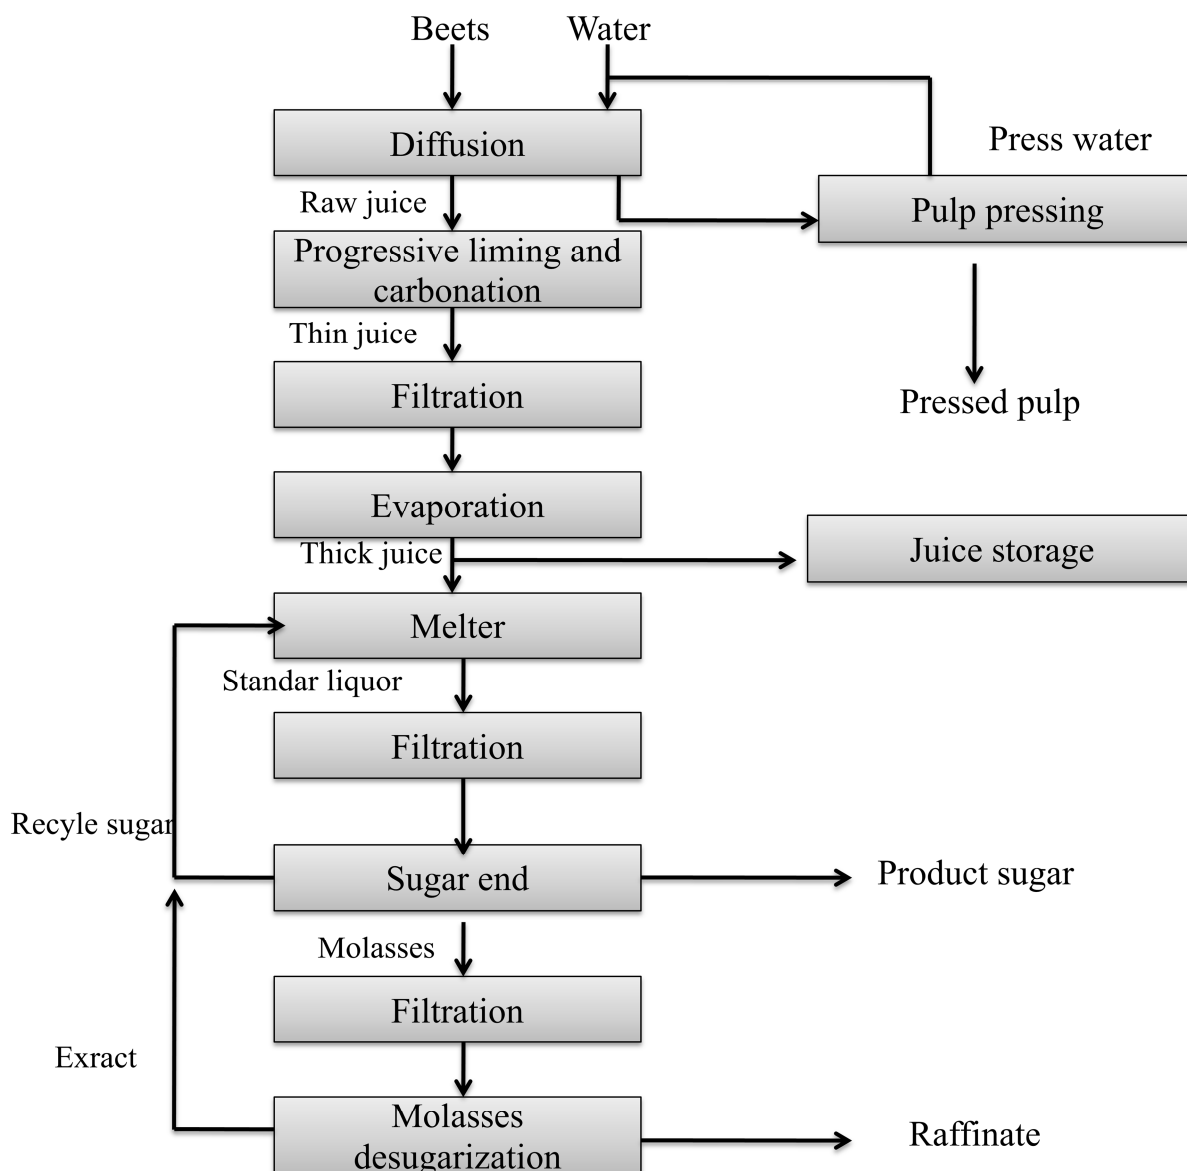 Beets
Water
Diffusion
Press water
Raw juice
Pulp pressing
Progressive liming and
carbonation
Thin juice
Filtration
Pressed pulp
Evaporation
Thick juice
Juice storage
Melter
Standar liquor
Filtration
Recyle sugar
Sugar end
Product sugar
Molasses
Filtration
Exract
Molasses
desugarization
Raffinate